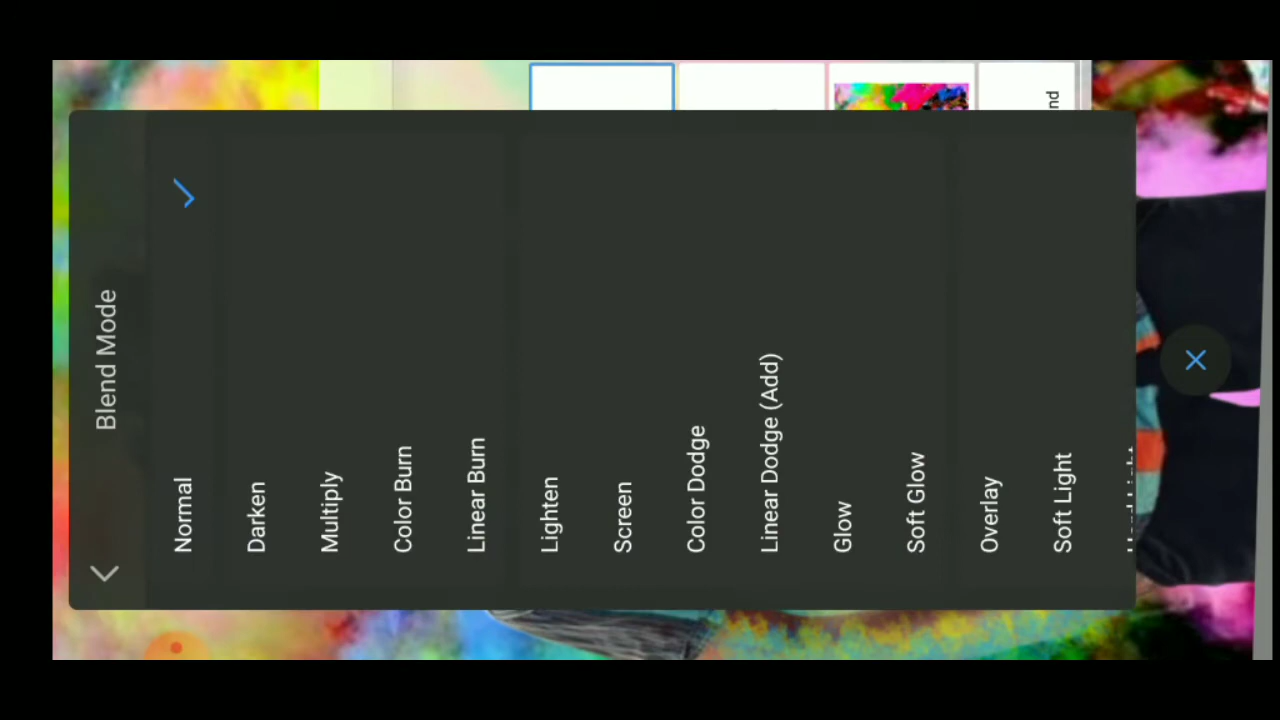 Blend Mode
Normal
Darken
Multiply
Color Burn
Linear Burn
Lighten
Screen
Color Dodge
Linear Dodge (Add)
Glow
Soft Glow
Overlay
Soft Light